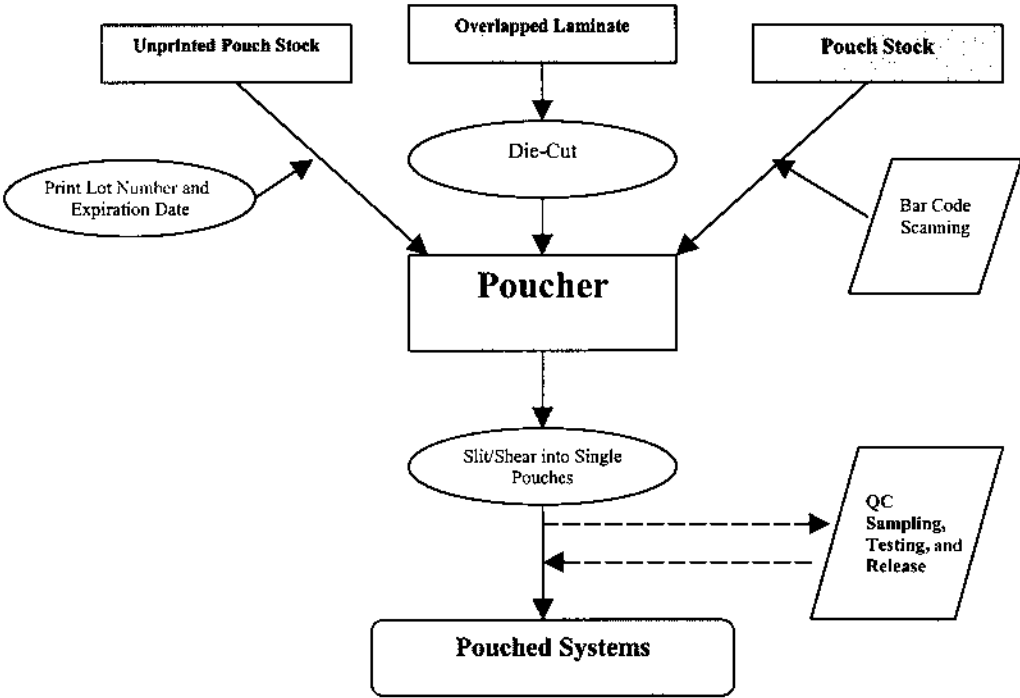 Unprinted Pouch Stock
Overlapped Laminate
Pouch Stock
Die-Cut
Print Lot Number and
Expiration Date
Bar Code
Scanning
Poucher
Slit/Shear into Single
Pouches
QC
Sampling,
Testing, and
Release
Pouched Systems